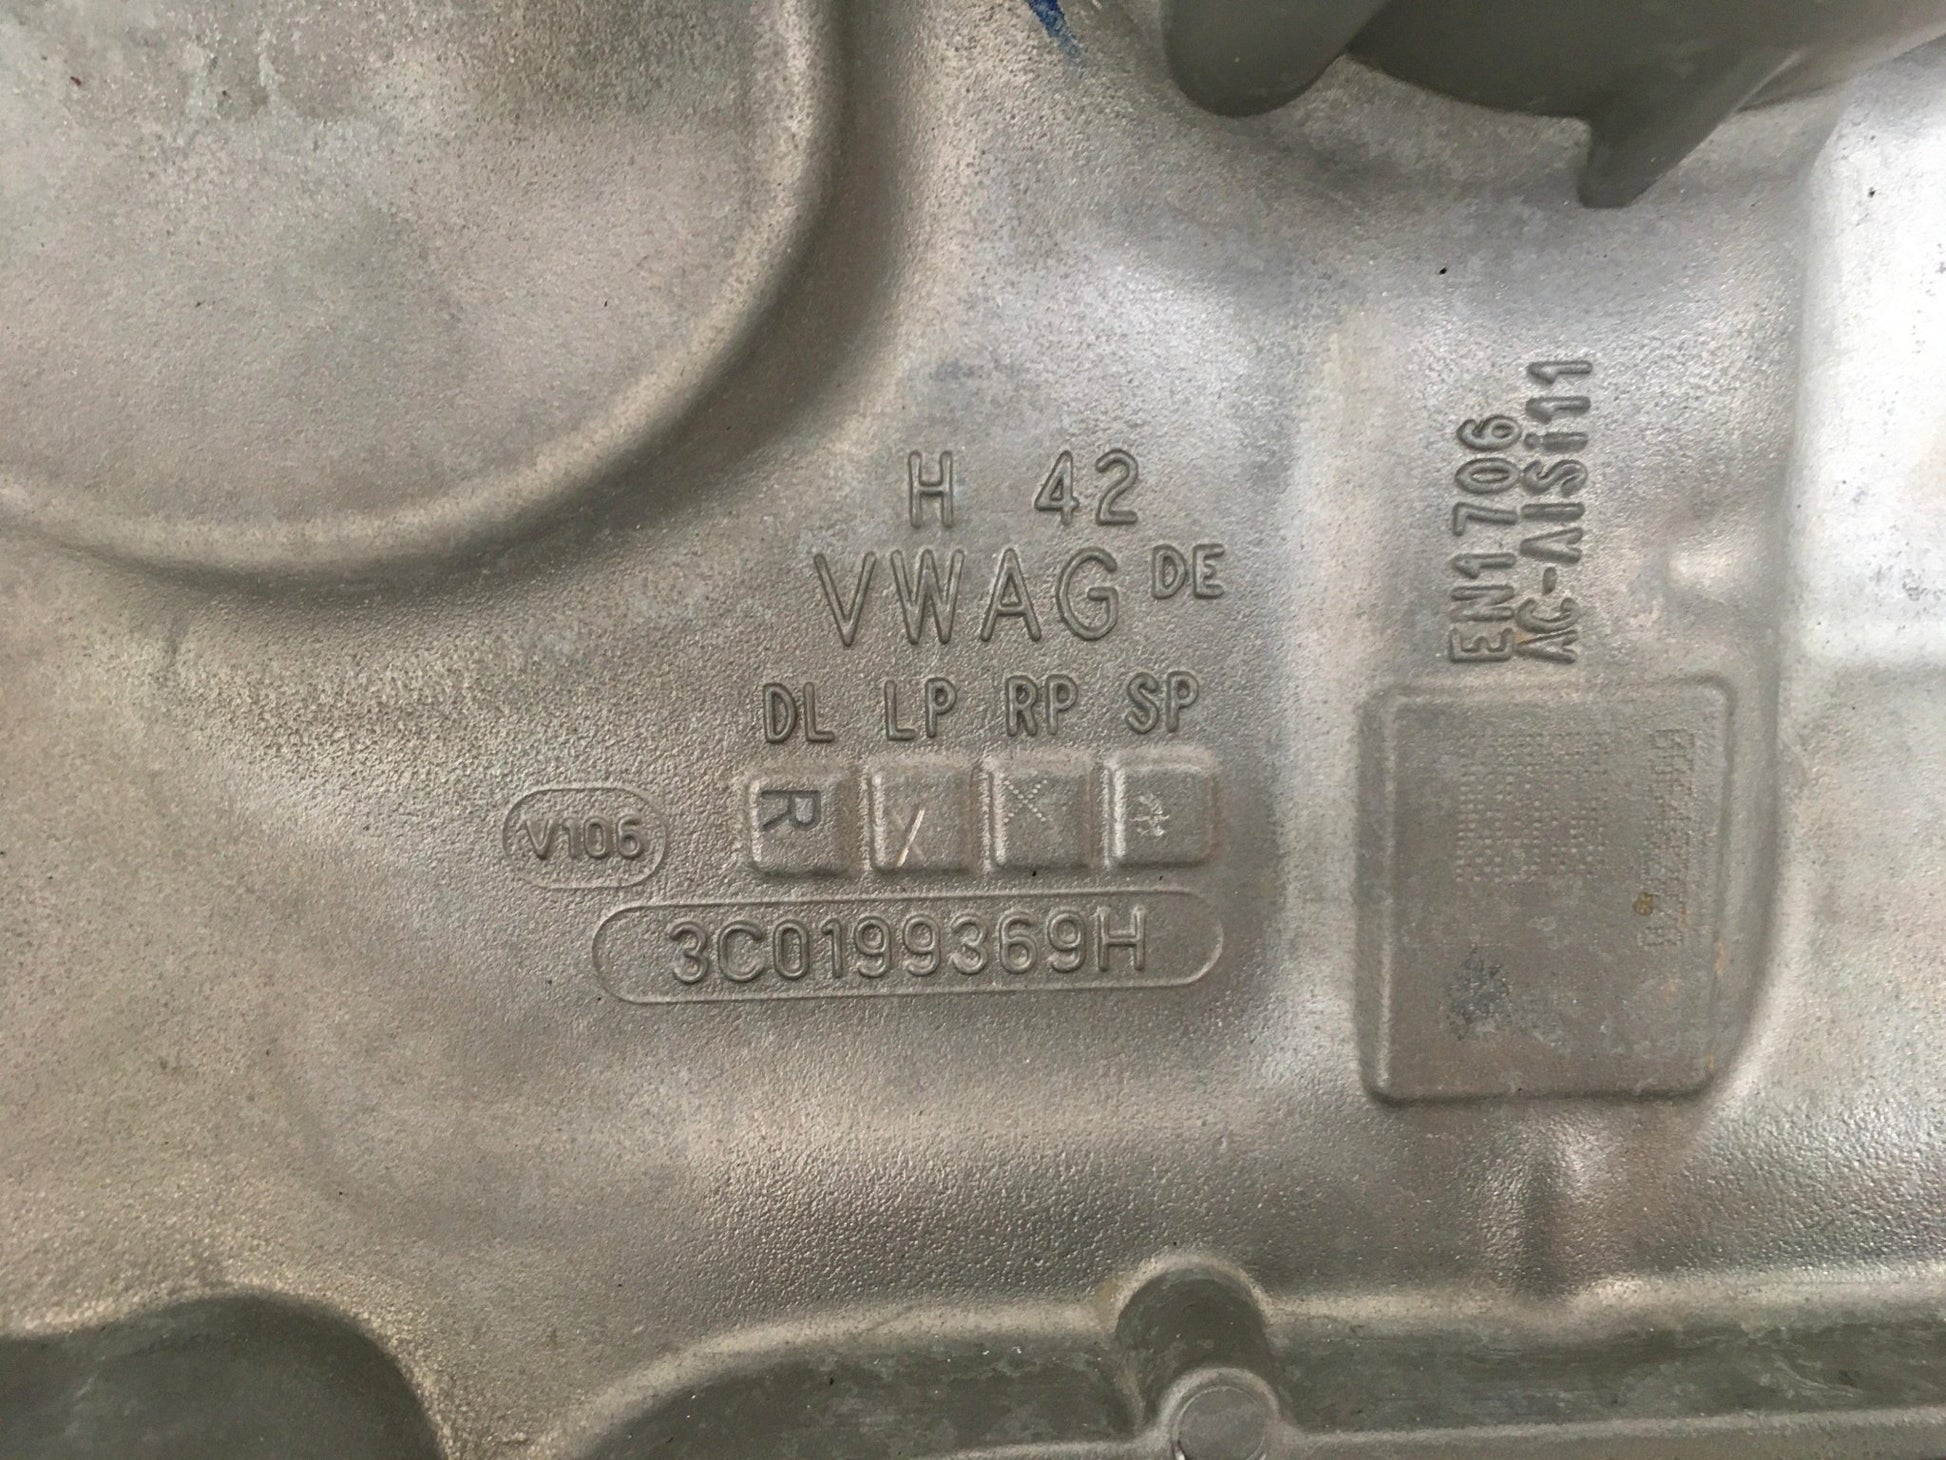 H 42
VWAG DE
DL LP RP SP
R
V106
3C0199369H
EN1706
AC-AlSi11